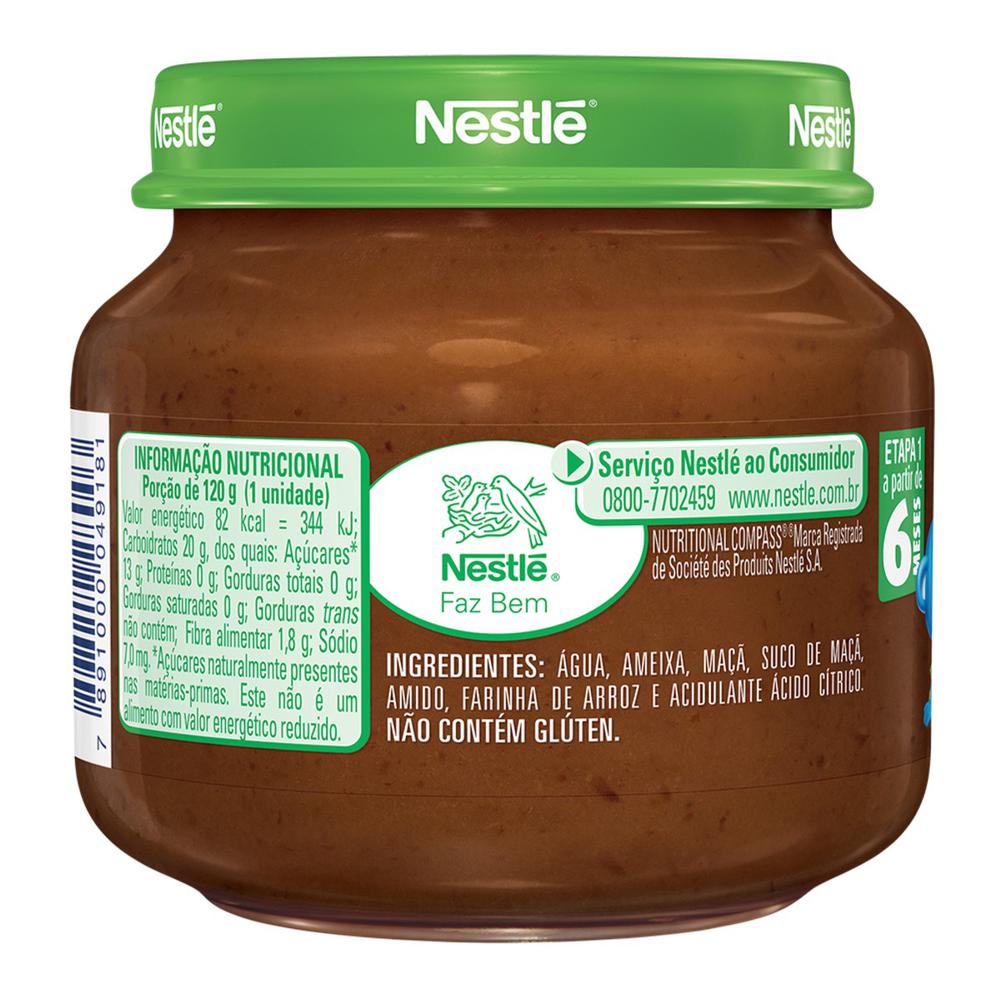 Nestlé® Nestlé® Nestlé
INFORMAÇÃO NUTRICIONAL
Porção de 120 g (1 unidade)
Valor energético 82 kcal = 344 kJ;
Carboidratos 20 g, dos quais: Açúcares*
13 g; Proteínas 0 g; Gorduras totais 0 g;
Gorduras saturadas 0 g; Gorduras trans
não contém; Fibra alimentar 1,8 g; Sódio
7,0 mg. *Açúcares naturalmente presentes
nas matérias-primas. Este não é um
alimento com valor energético reduzido.
7 891000 049181
Nestlé®
Faz Bem
Serviço Nestlé ao Consumidor
0800-7702459 www.nestle.com.br
NUTRITIONAL COMPASS® ®Marca Registrada
de Société des Produits Nestlé S.A.
INGREDIENTES: ÁGUA, AMEIXA, MAÇÃ, SUCO DE MAÇÃ,
AMIDO, FARINHA DE ARROZ E ACIDULANTE ÁCIDO CÍTRICO.
NÃO CONTÉM GLÚTEN.
ETAPA 1
a partir de
6 MESES